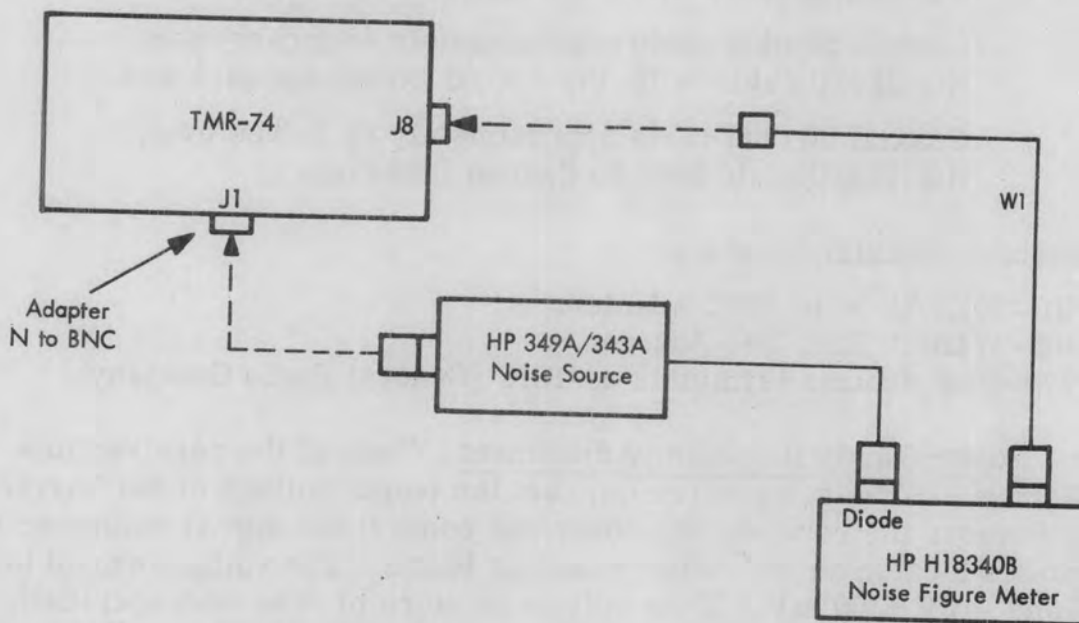 TMR-74
J8
J1
W1
Adapter
N to BNC
HP 349A/343A
Noise Source
Diode
HP H18340B
Noise Figure Meter